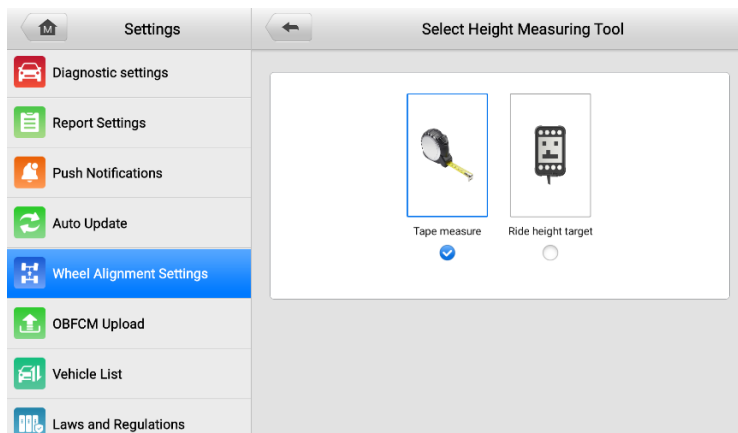 M
Settings
Select Height Measuring Tool
Diagnostic settings
Report Settings
Push Notifications
Auto Update
Wheel Alignment Settings
OBFCM Upload
Vehicle List
Laws and Regulations
Tape measure
Ride height target